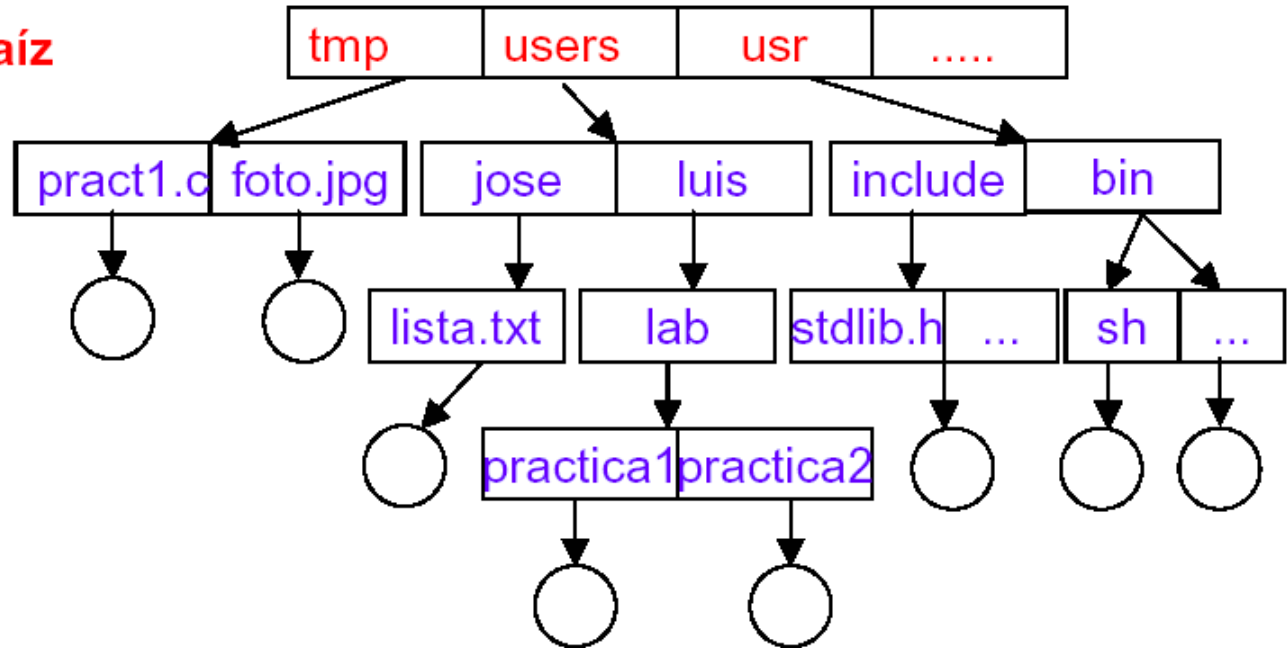 aíz tmp users usr .....
pract1.c foto.jpg jose luis include bin
lista.txt lab stdlib.h ... sh ...
practica1 practica2